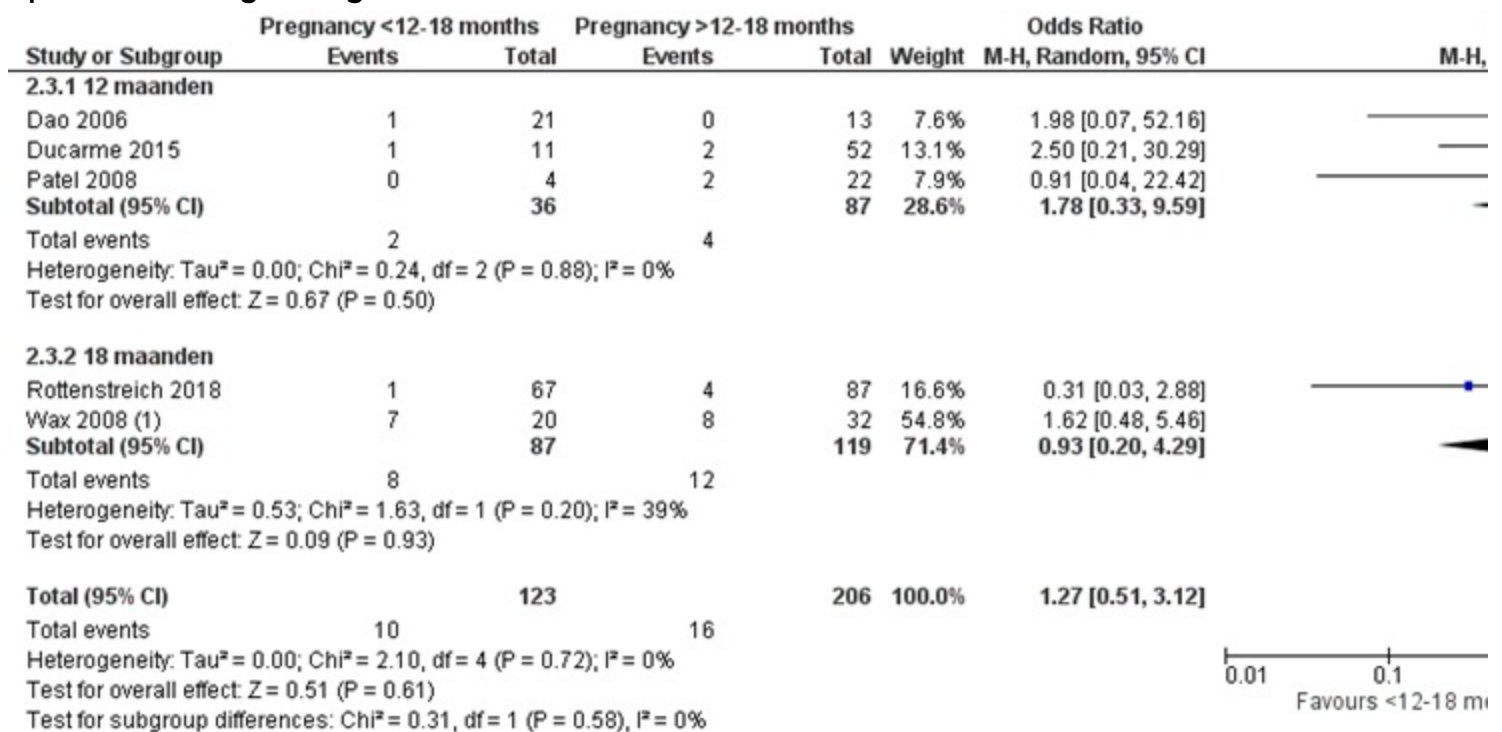 Pregnancy <12-18 months Pregnancy >12-18 months Odds Ratio
Study or Subgroup Events Total Events Total Weight M-H, Random, 95% CI M-H,
2.3.1 12 maanden
Dao 2006 1 21 0 13 7.6% 1.98 [0.07, 52.16]
Ducarme 2015 1 11 2 52 13.1% 2.50 [0.21, 30.29]
Patel 2008 0 4 2 22 7.9% 0.91 [0.04, 22.42]
Subtotal (95% CI) 36 87 28.6% 1.78 [0.33, 9.59]
Total events 2 4
Heterogeneity: Tau² = 0.00; Chi² = 0.24, df = 2 (P = 0.88); I² = 0%
Test for overall effect: Z = 0.67 (P = 0.50)
2.3.2 18 maanden
Rottenstreich 2018 1 67 4 87 16.6% 0.31 [0.03, 2.88]
Wax 2008 (1) 7 20 8 32 54.8% 1.62 [0.48, 5.46]
Subtotal (95% CI) 87 119 71.4% 0.93 [0.20, 4.29]
Total events 8 12
Heterogeneity: Tau² = 0.53; Chi² = 1.63, df = 1 (P = 0.20); I² = 39%
Test for overall effect: Z = 0.09 (P = 0.93)
Total (95% CI) 123 206 100.0% 1.27 [0.51, 3.12]
Total events 10 16
Heterogeneity: Tau² = 0.00; Chi² = 2.10, df = 4 (P = 0.72); I² = 0%
Test for overall effect: Z = 0.51 (P = 0.61)
Test for subgroup differences: Chi² = 0.31, df = 1 (P = 0.58), I² = 0%
0.01 0.1
Favours <12-18 mo